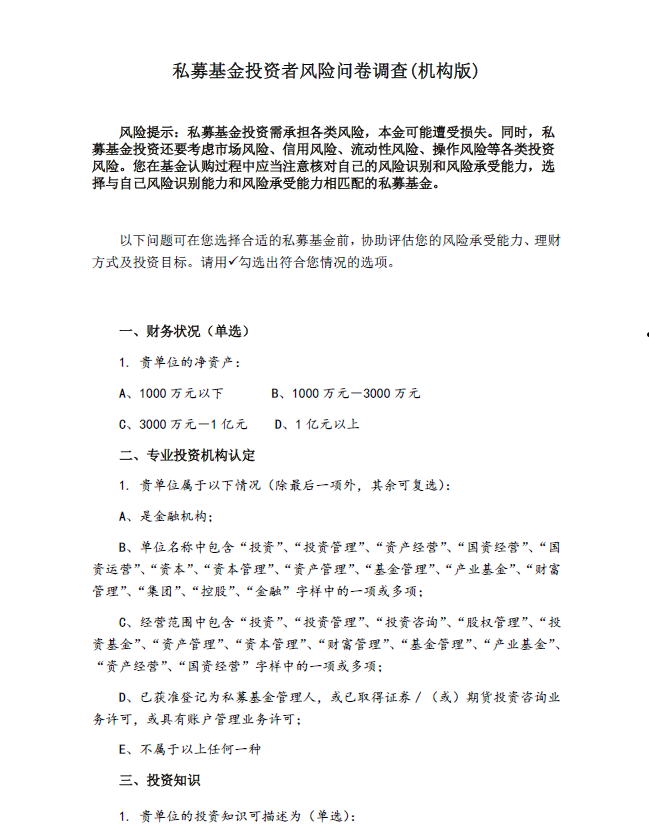 私募基金投资者风险问卷调查(机构版)
风险提示：私募基金投资需承担各类风险，本金可能遭受损失。同时，私
募基金投资还要考虑市场风险、信用风险、流动性风险、操作风险等各类投资
风险。您在基金认购过程中应当注意核对自己的风险识别和风险承受能力，选
择与自己风险识别能力和风险承受能力相匹配的私募基金。
以下问题可在您选择合适的私募基金前，协助评估您的风险承受能力、理财
方式及投资目标。请用✓勾选出符合您情况的选项。
一、财务状况（单选）
1. 贵单位的净资产：
A、1000 万元以下 B、1000 万元－3000 万元
C、3000 万元－1 亿元 D、1 亿元以上
二、专业投资机构认定
1. 贵单位属于以下情况（除最后一项外，其余可复选）：
A、是金融机构；
B、单位名称中包含“投资”、“投资管理”、“资产经营”、“国资经营”、“国
资运营”、“资本”、“资本管理”、“资产管理”、“基金管理”、“产业基金”、“财富
管理”、“集团”、“控股”、“金融”字样中的一项或多项；
C、经营范围中包含“投资”、“投资管理”、“投资咨询”、“股权管理”、“投
资基金”、“资产管理”、“资本管理”、“财富管理”、“基金管理”、“产业基金”、
“资产经营”、“国资经营”字样中的一项或多项；
D、已获准登记为私募基金管理人，或已取得证券／（或）期货投资咨询业
务许可，或具有账户管理业务许可；
E、不属于以上任何一种
三、投资知识
1. 贵单位的投资知识可描述为（单选）：